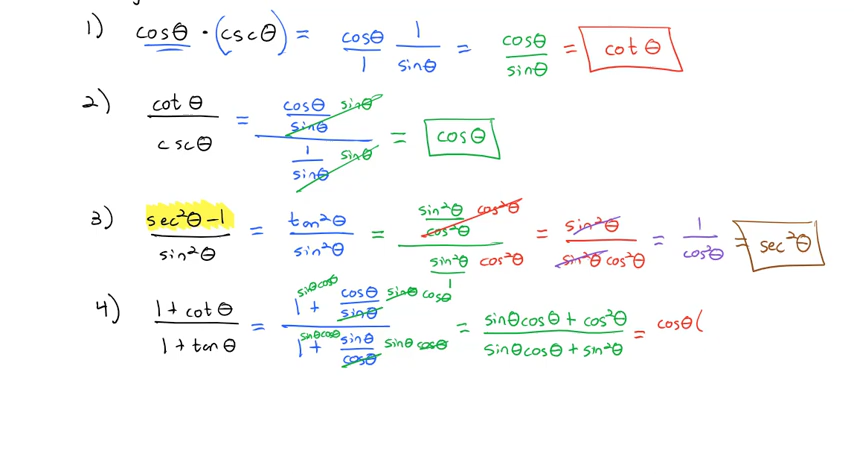 1) cosθ · (cscθ) = cosθ/1 1/sinθ = cosθ/sinθ = cot θ
2) cot θ/cscθ = (cosθ/sinθ sinθ)/(1/sinθ sinθ) = cosθ
3) (sec²θ-1)/sin²θ = tan²θ/sin²θ = (sin²θ/cos²θ cos²θ)/(sin²θ/1 cos²θ) = sin²θ/(sin²θ cos²θ) = 1/cos²θ = sec²θ
4) (1 + cot θ)/(1 + tan θ) = (1 sinθcosθ + cosθ/sinθ sinθ cosθ)/(1 sinθcosθ + sinθ/cosθ sinθ cosθ) = (sinθcosθ + cos²θ)/(sinθcosθ + sin²θ) = cosθ(